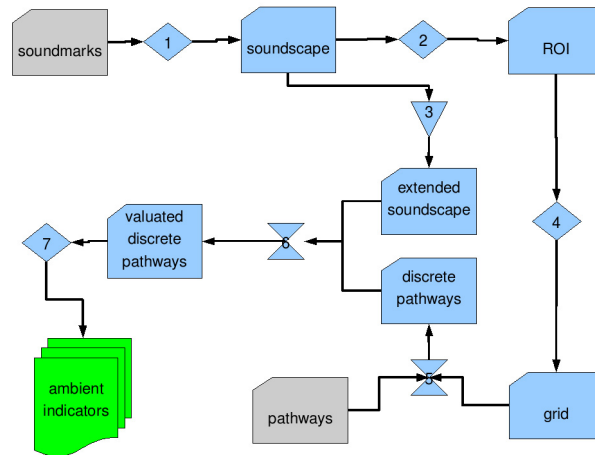 soundmarks
1
soundscape
2
ROI
3
extended
soundscape
4
valuated
discrete
pathways
6
7
discrete
pathways
5
ambient
indicators
pathways
grid